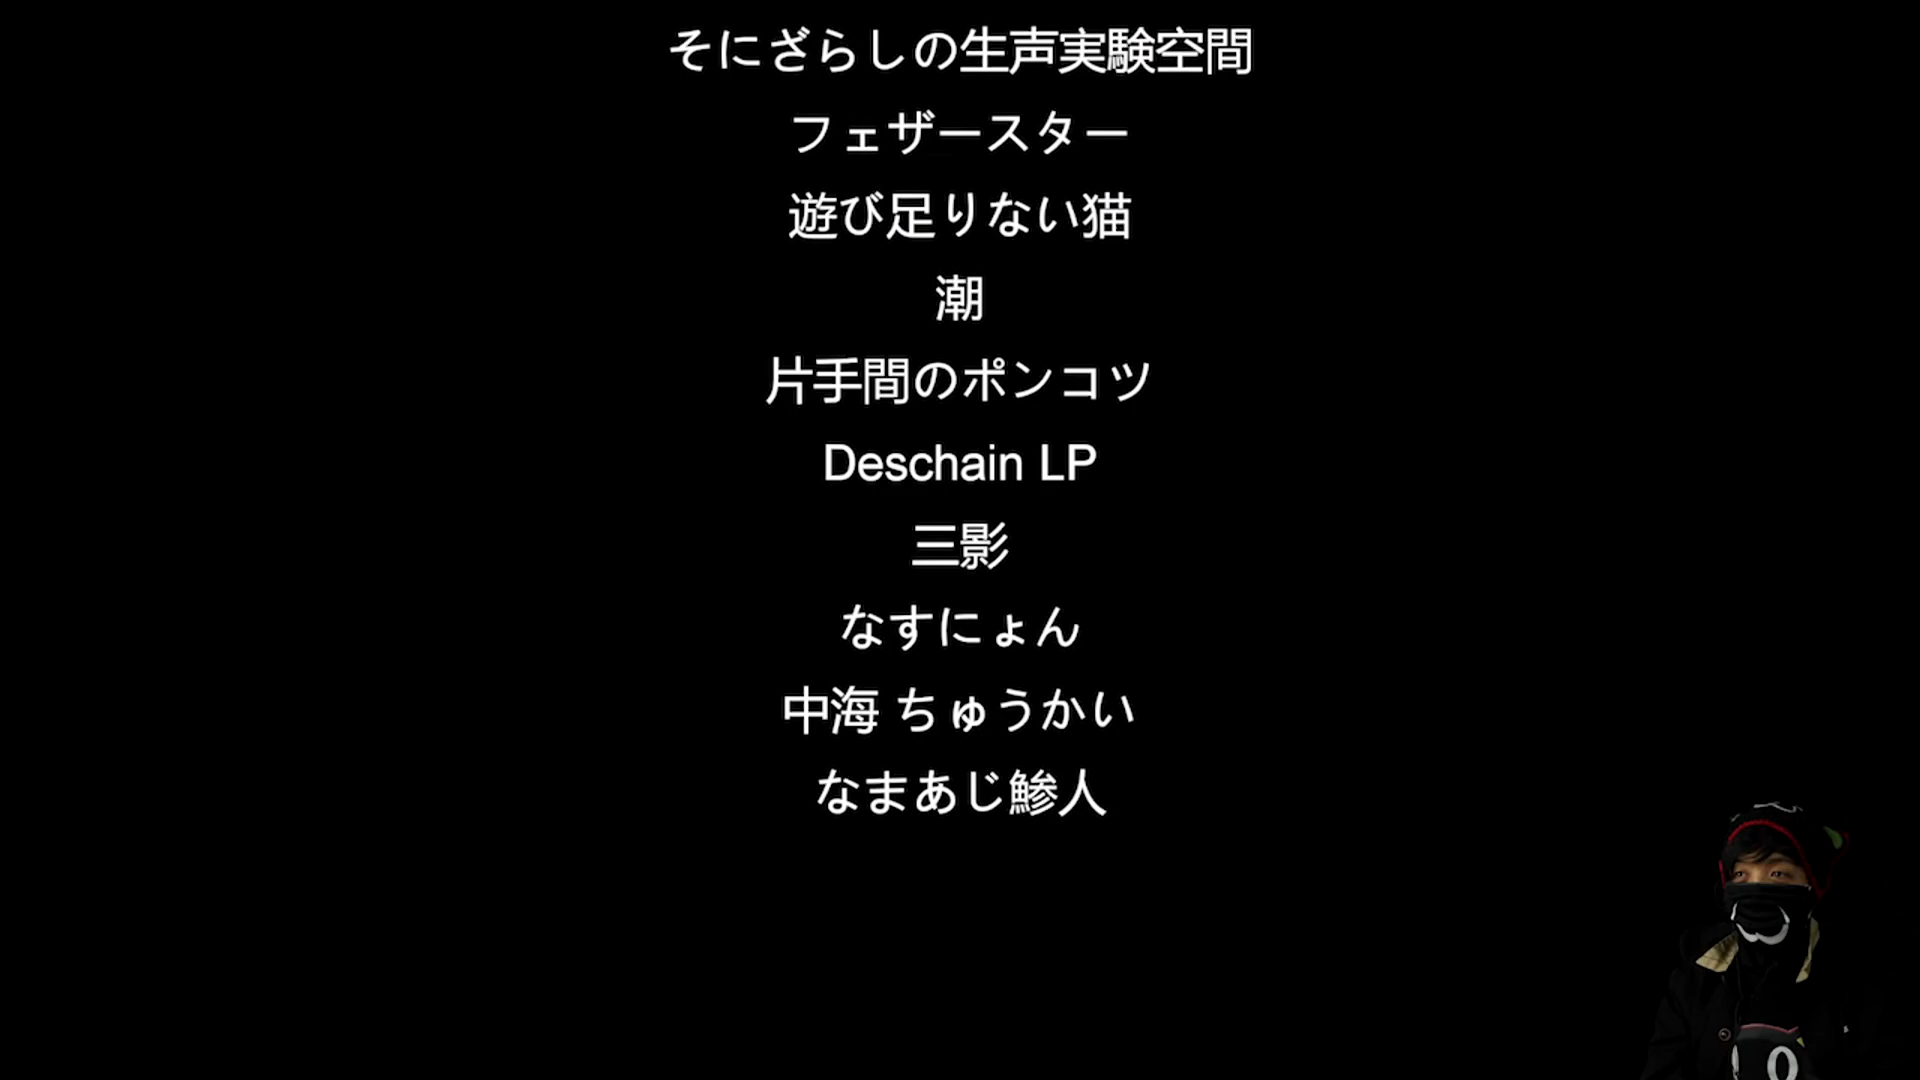 そにざらしの生声実験空間
フェザースター
遊び足りない猫
潮
片手間のポンコツ
Deschain LP
三影
なすにょん
中海 ちゅうかい
なまあじ鯵人